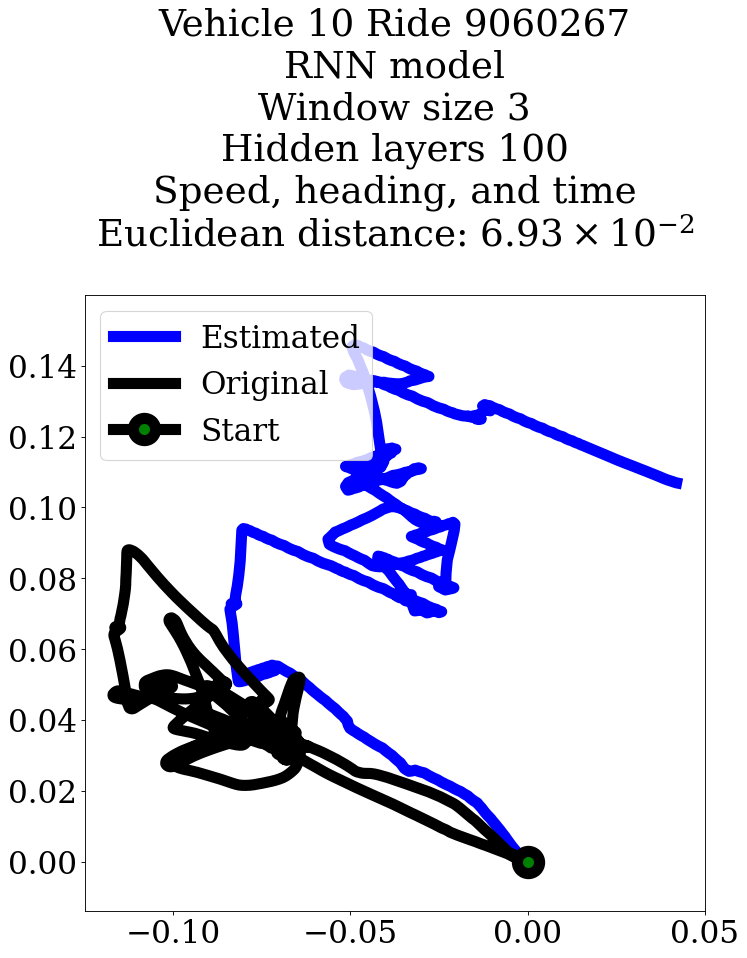 Vehicle 10 Ride 9060267
RNN model
Window size 3
Hidden layers 100
Speed, heading, and time
Euclidean distance: 6.93 × 10⁻²
Estimated
Original
Start
0.14
0.12
0.10
0.08
0.06
0.04
0.02
0.00
−0.10 −0.05 0.00 0.05